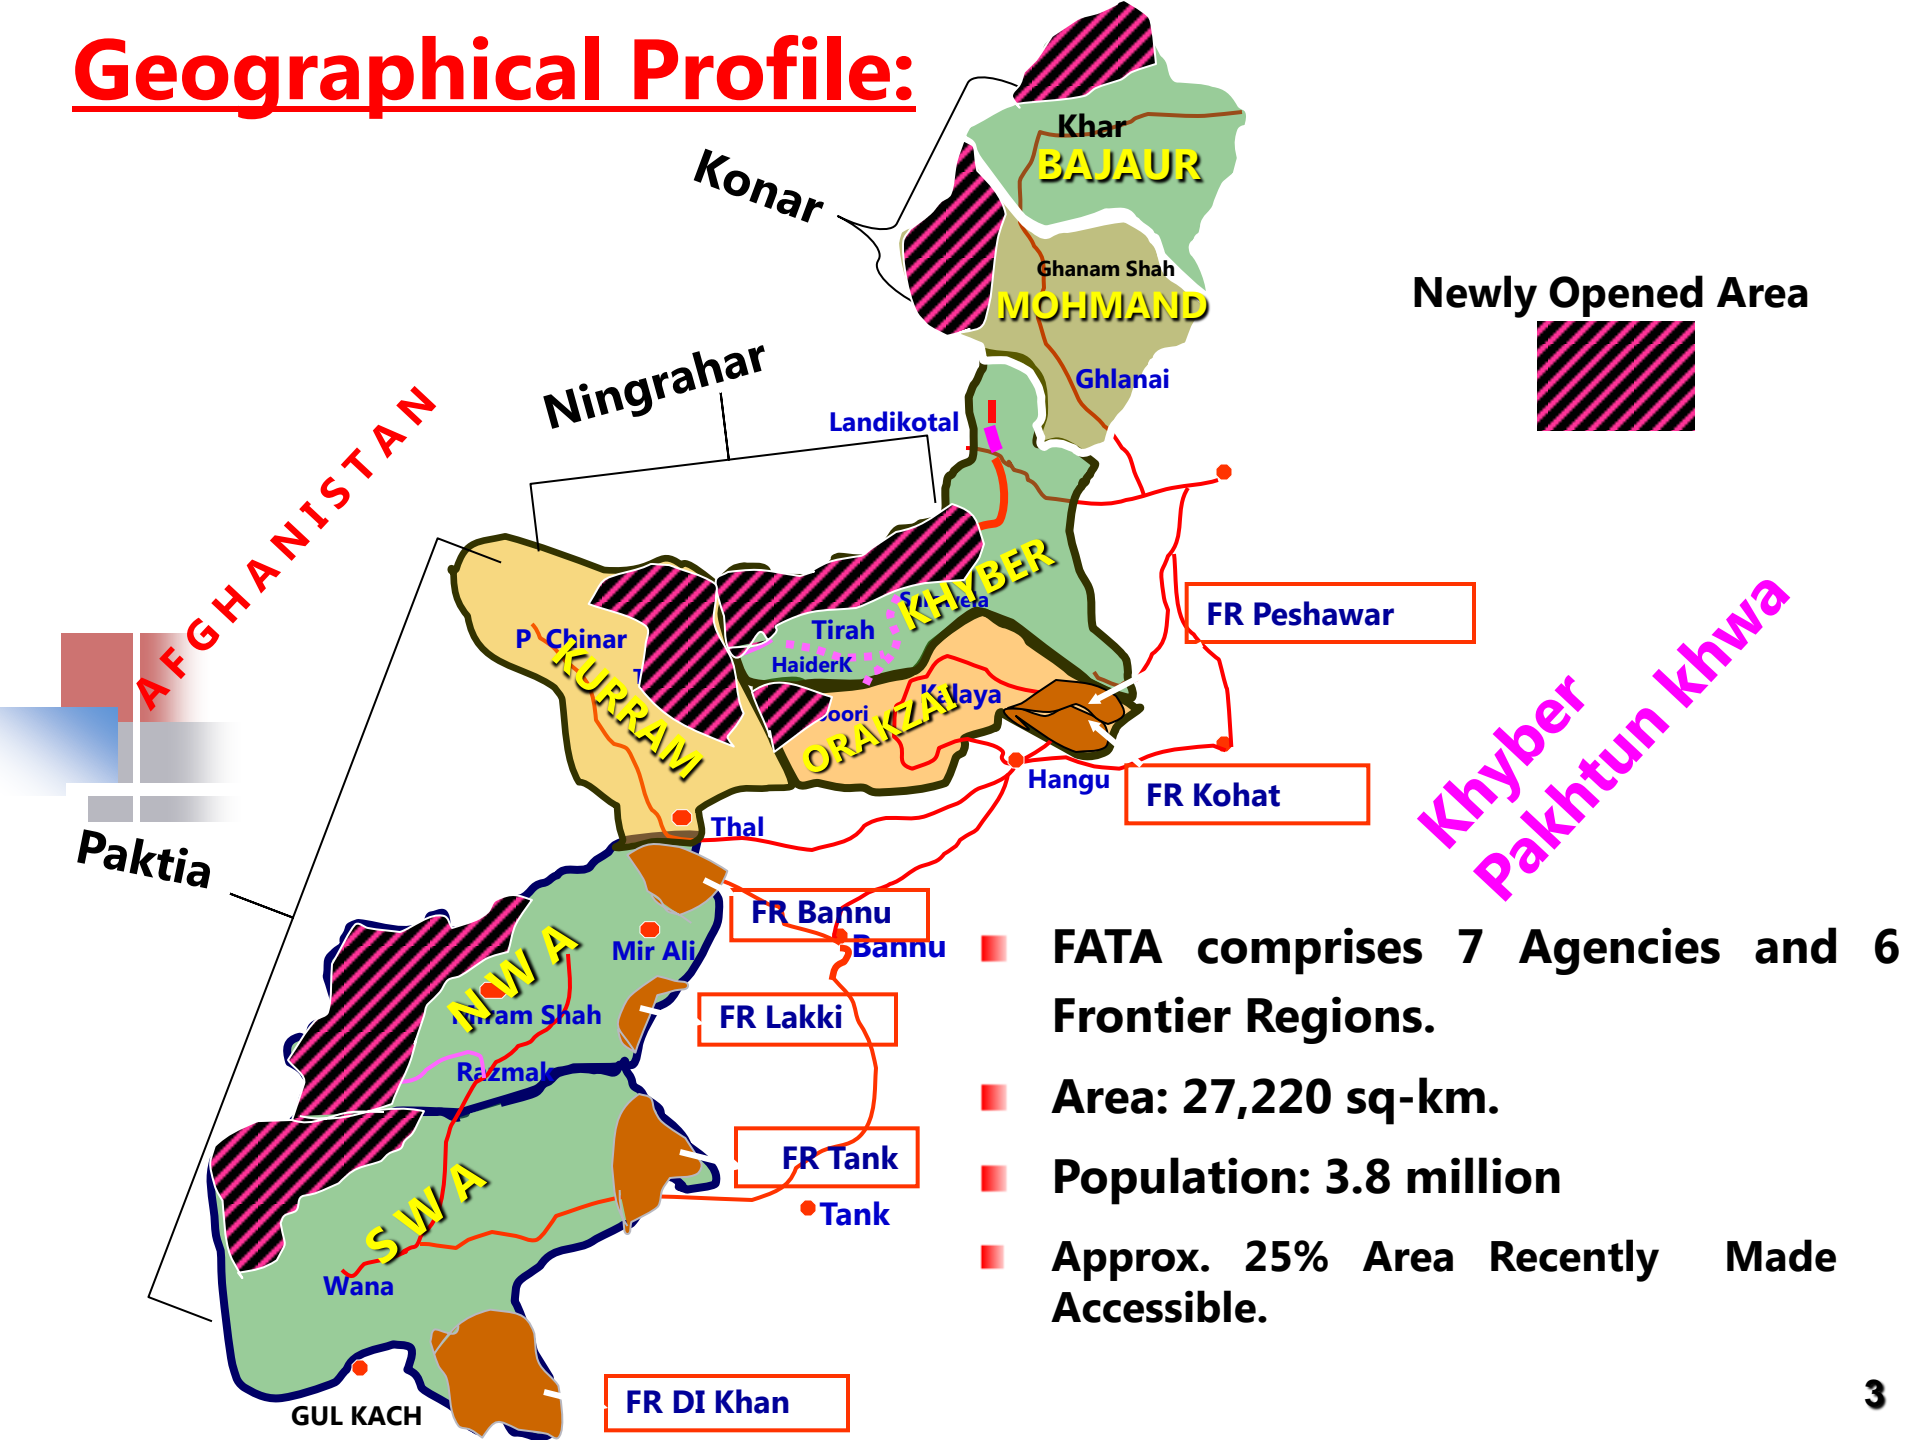 Geographical Profile:
Konar
Khar
BAJAUR
Ghanam Shah
MOHMAND
Newly Opened Area
Ningrahar
Ghlanai
AFGHANISTAN
Landikotal
KHYBER
FR Peshawar
P Chinar
Tirah
HaiderK
KURRAM
Kalaya
ORAKZAI
Khyber
Pakhtun khwa
Hangu
FR Kohat
Thal
Paktia
FR Bannu
Bannu
Mir Ali
N W A
FR Lakki
Razmak
FR Tank
Tank
S W A
Wana
GUL KACH
FR DI Khan
FATA comprises 7 Agencies and 6
Frontier Regions.
Area: 27,220 sq-km.
Population: 3.8 million
Approx. 25% Area Recently Made
Accessible.
3